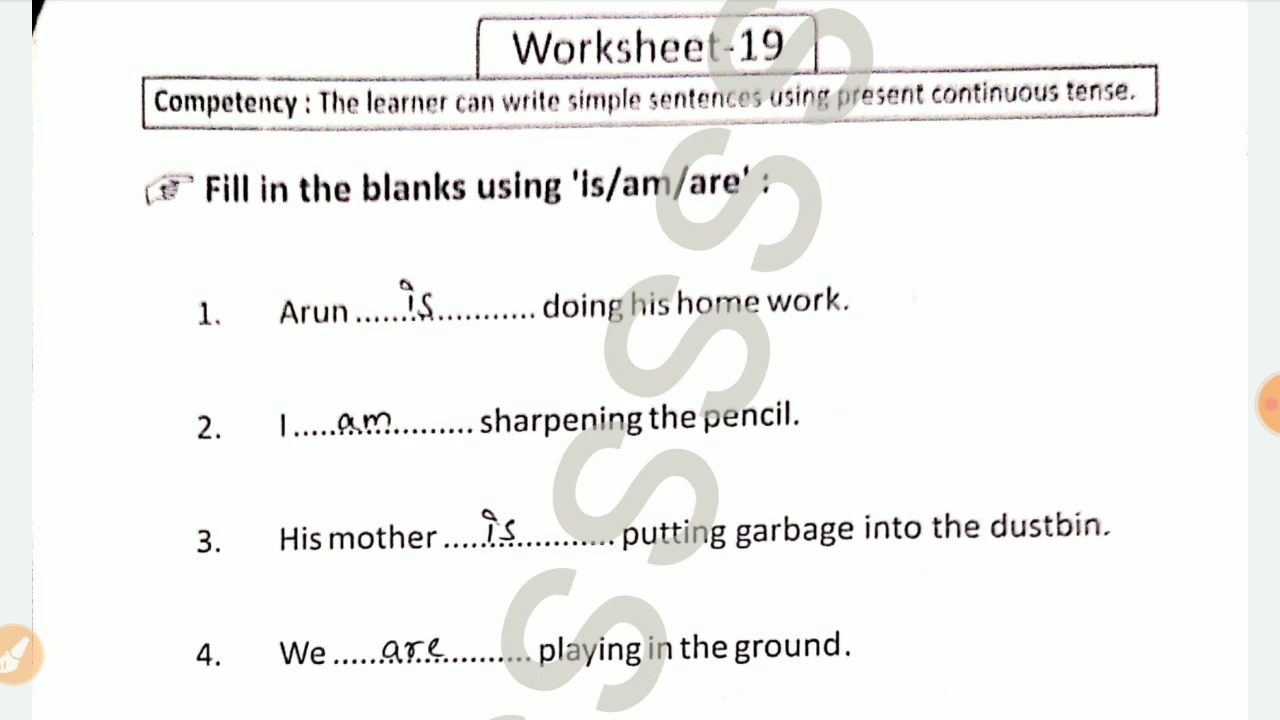 Worksheet-19
Competency : The learner can write simple sentences using present continuous tense.
Fill in the blanks using 'is/am/are' :
1. Arun ......is........... doing his home work.
2. I .....am.......... sharpening the pencil.
3. His mother .....is............ putting garbage into the dustbin.
4. We ......are........... playing in the ground.
SSSSS